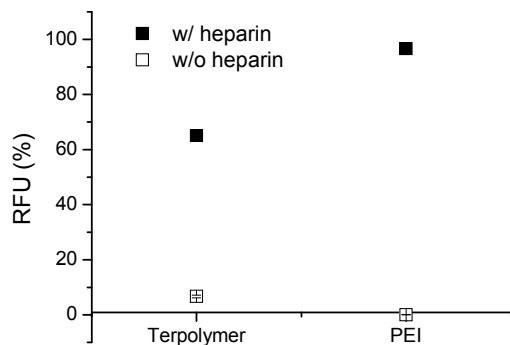 100
80
60
40
20
0
RFU (%)
w/ heparin
w/o heparin
Terpolymer
PEI